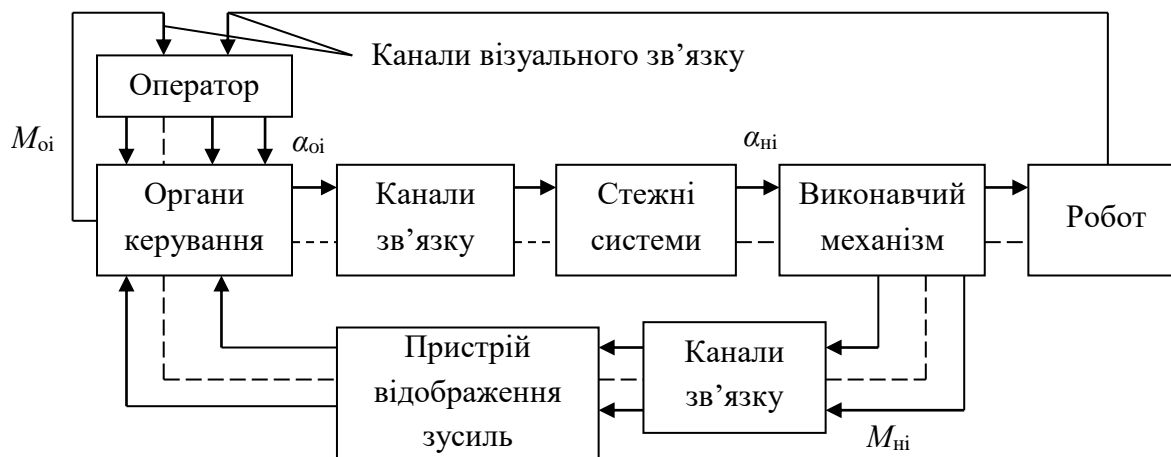 Канали візуального зв’язку
Оператор
Mоі
αоі
αні
Органи
керування
Канали
зв’язку
Стежні
системи
Виконавчий
механізм
Робот
Пристрій
відображення
зусиль
Канали
зв’язку
Mні